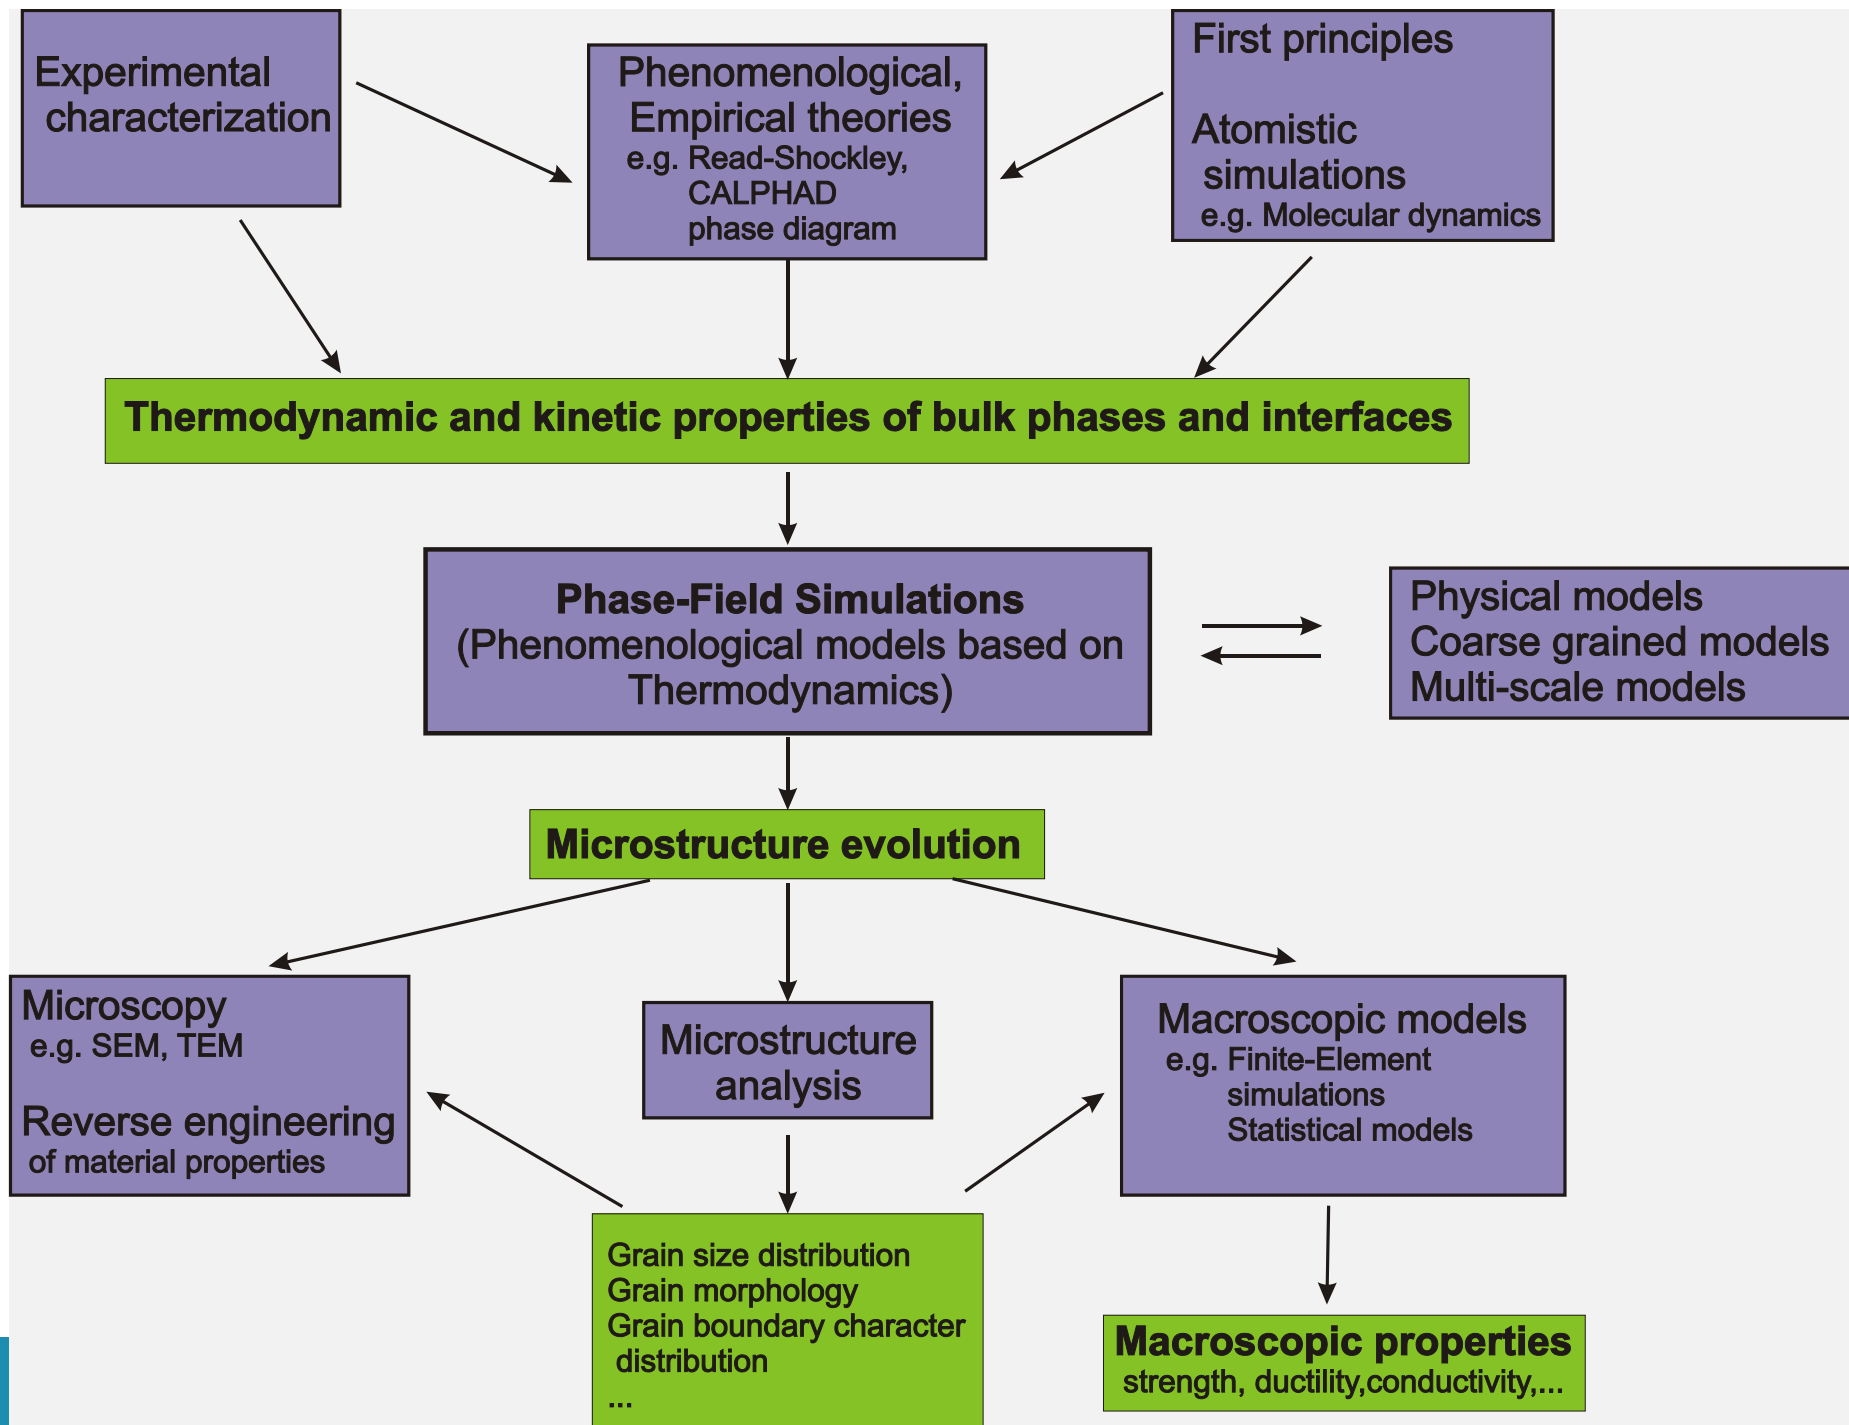 Experimental
characterization
Phenomenological,
Empirical theories
e.g. Read-Shockley,
CALPHAD
phase diagram
First principles
Atomistic
simulations
e.g. Molecular dynamics
Thermodynamic and kinetic properties of bulk phases and interfaces
Phase-Field Simulations
(Phenomenological models based on
Thermodynamics)
Physical models
Coarse grained models
Multi-scale models
Microstructure evolution
Microscopy
e.g. SEM, TEM
Reverse engineering
of material properties
Microstructure
analysis
Macroscopic models
e.g. Finite-Element
simulations
Statistical models
Grain size distribution
Grain morphology
Grain boundary character
distribution
...
Macroscopic properties
strength, ductility,conductivity,...